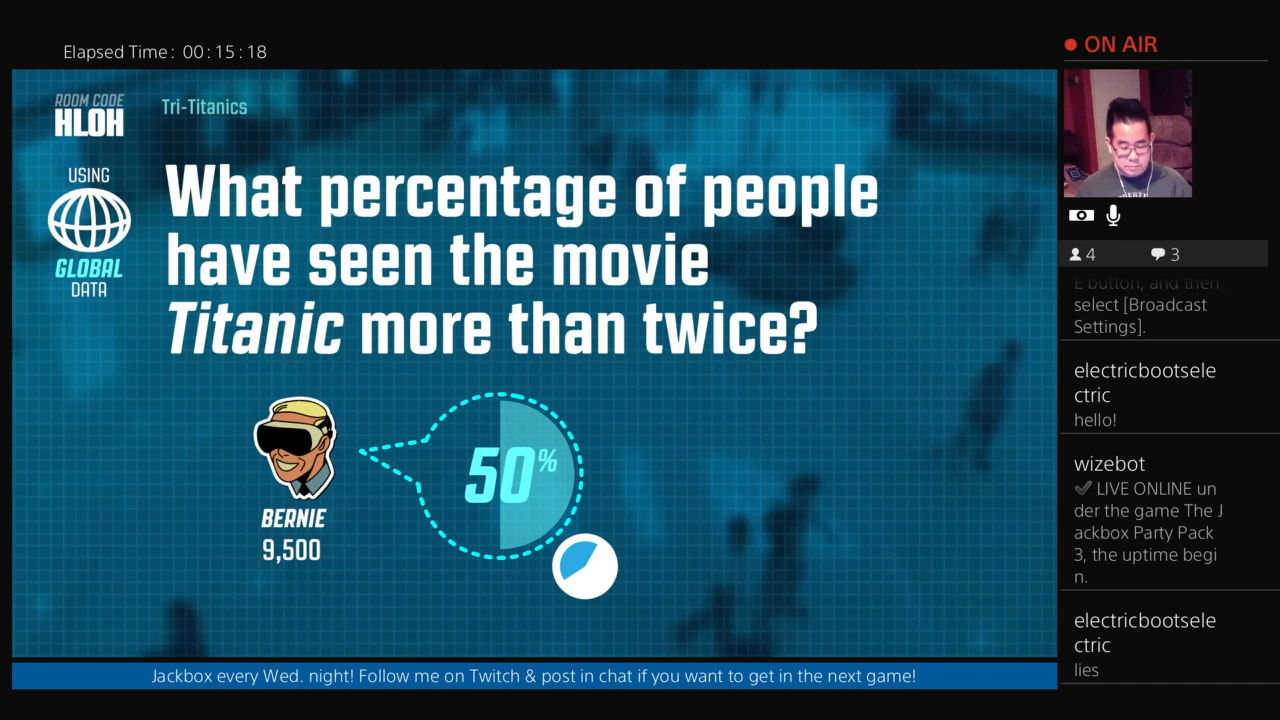 Elapsed Time: 00:15:18
ROOM CODE
HLOH
USING
GLOBAL
DATA
Tri-Titanics
What percentage of people
have seen the movie
Titanic more than twice?
50%
BERNIE
9,500
Jackbox every Wed. night! Follow me on Twitch & post in chat if you want to get in the next game!
ON AIR
4
3
E button, and then
select [Broadcast
Settings].
electricbootsele
ctric
hello!
wizebot
✔ LIVE ONLINE un
der the game The J
ackbox Party Pack
3, the uptime begi
n.
electricbootsele
ctric
lies